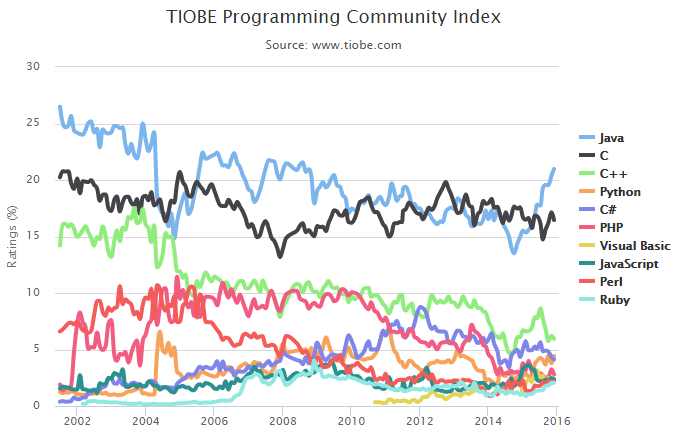 TIOBE Programming Community Index
Source: www.tiobe.com
Ratings (%)
30
25
20
15
10
5
0
2002
2004
2006
2008
2010
2012
2014
2016
Java
C
C++
Python
C#
PHP
Visual Basic
JavaScript
Perl
Ruby